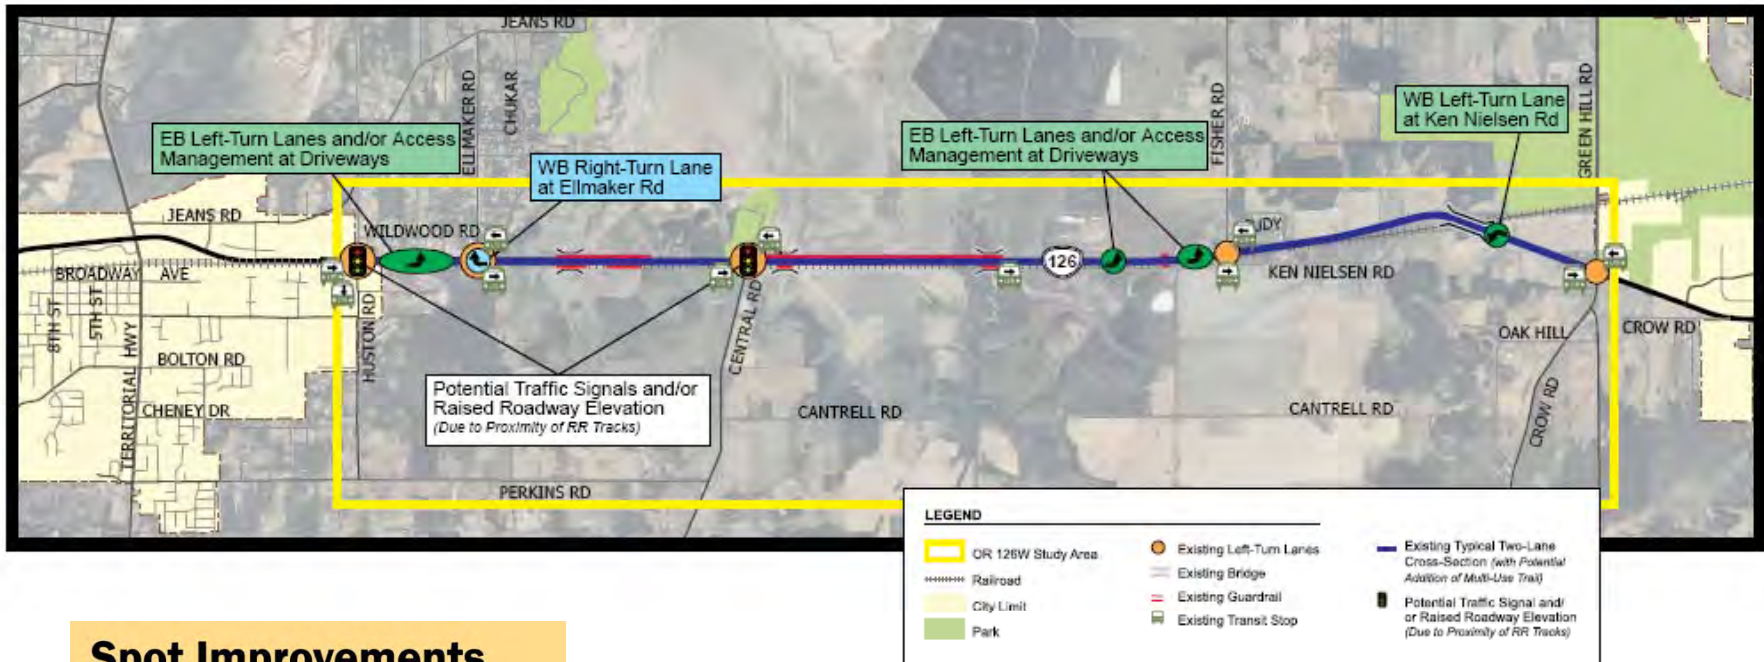 JEANS RD
ELLMAKER RD
CHUKAR
FISHER RD
GREEN HILL RD
WB Left-Turn Lane
at Ken Nielsen Rd
EB Left-Turn Lanes and/or Access
Management at Driveways
WB Right-Turn Lane
at Ellmaker Rd
EB Left-Turn Lanes and/or Access
Management at Driveways
JEANS RD
WILDWOOD RD
BROADWAY AVE
126
KEN NIELSEN RD
8TH ST
5TH ST
TERRITORIAL HWY
HUSTON RD
CENTRAL RD
BOLTON RD
OAK HILL
CROW RD
CROW RD
Potential Traffic Signals and/or
Raised Roadway Elevation
(Due to Proximity of RR Tracks)
CHENEY DR
CANTRELL RD
CANTRELL RD
PERKINS RD
LEGEND
OR 126W Study Area
Railroad
City Limit
Park
Existing Left-Turn Lanes
Existing Bridge
Existing Guardrail
Existing Transit Stop
Existing Typical Two-Lane
Cross-Section (with Potential
Addition of Multi-Use Trail)
Potential Traffic Signal and/
or Raised Roadway Elevation
(Due to Proximity of RR Tracks)
Spot Improvements